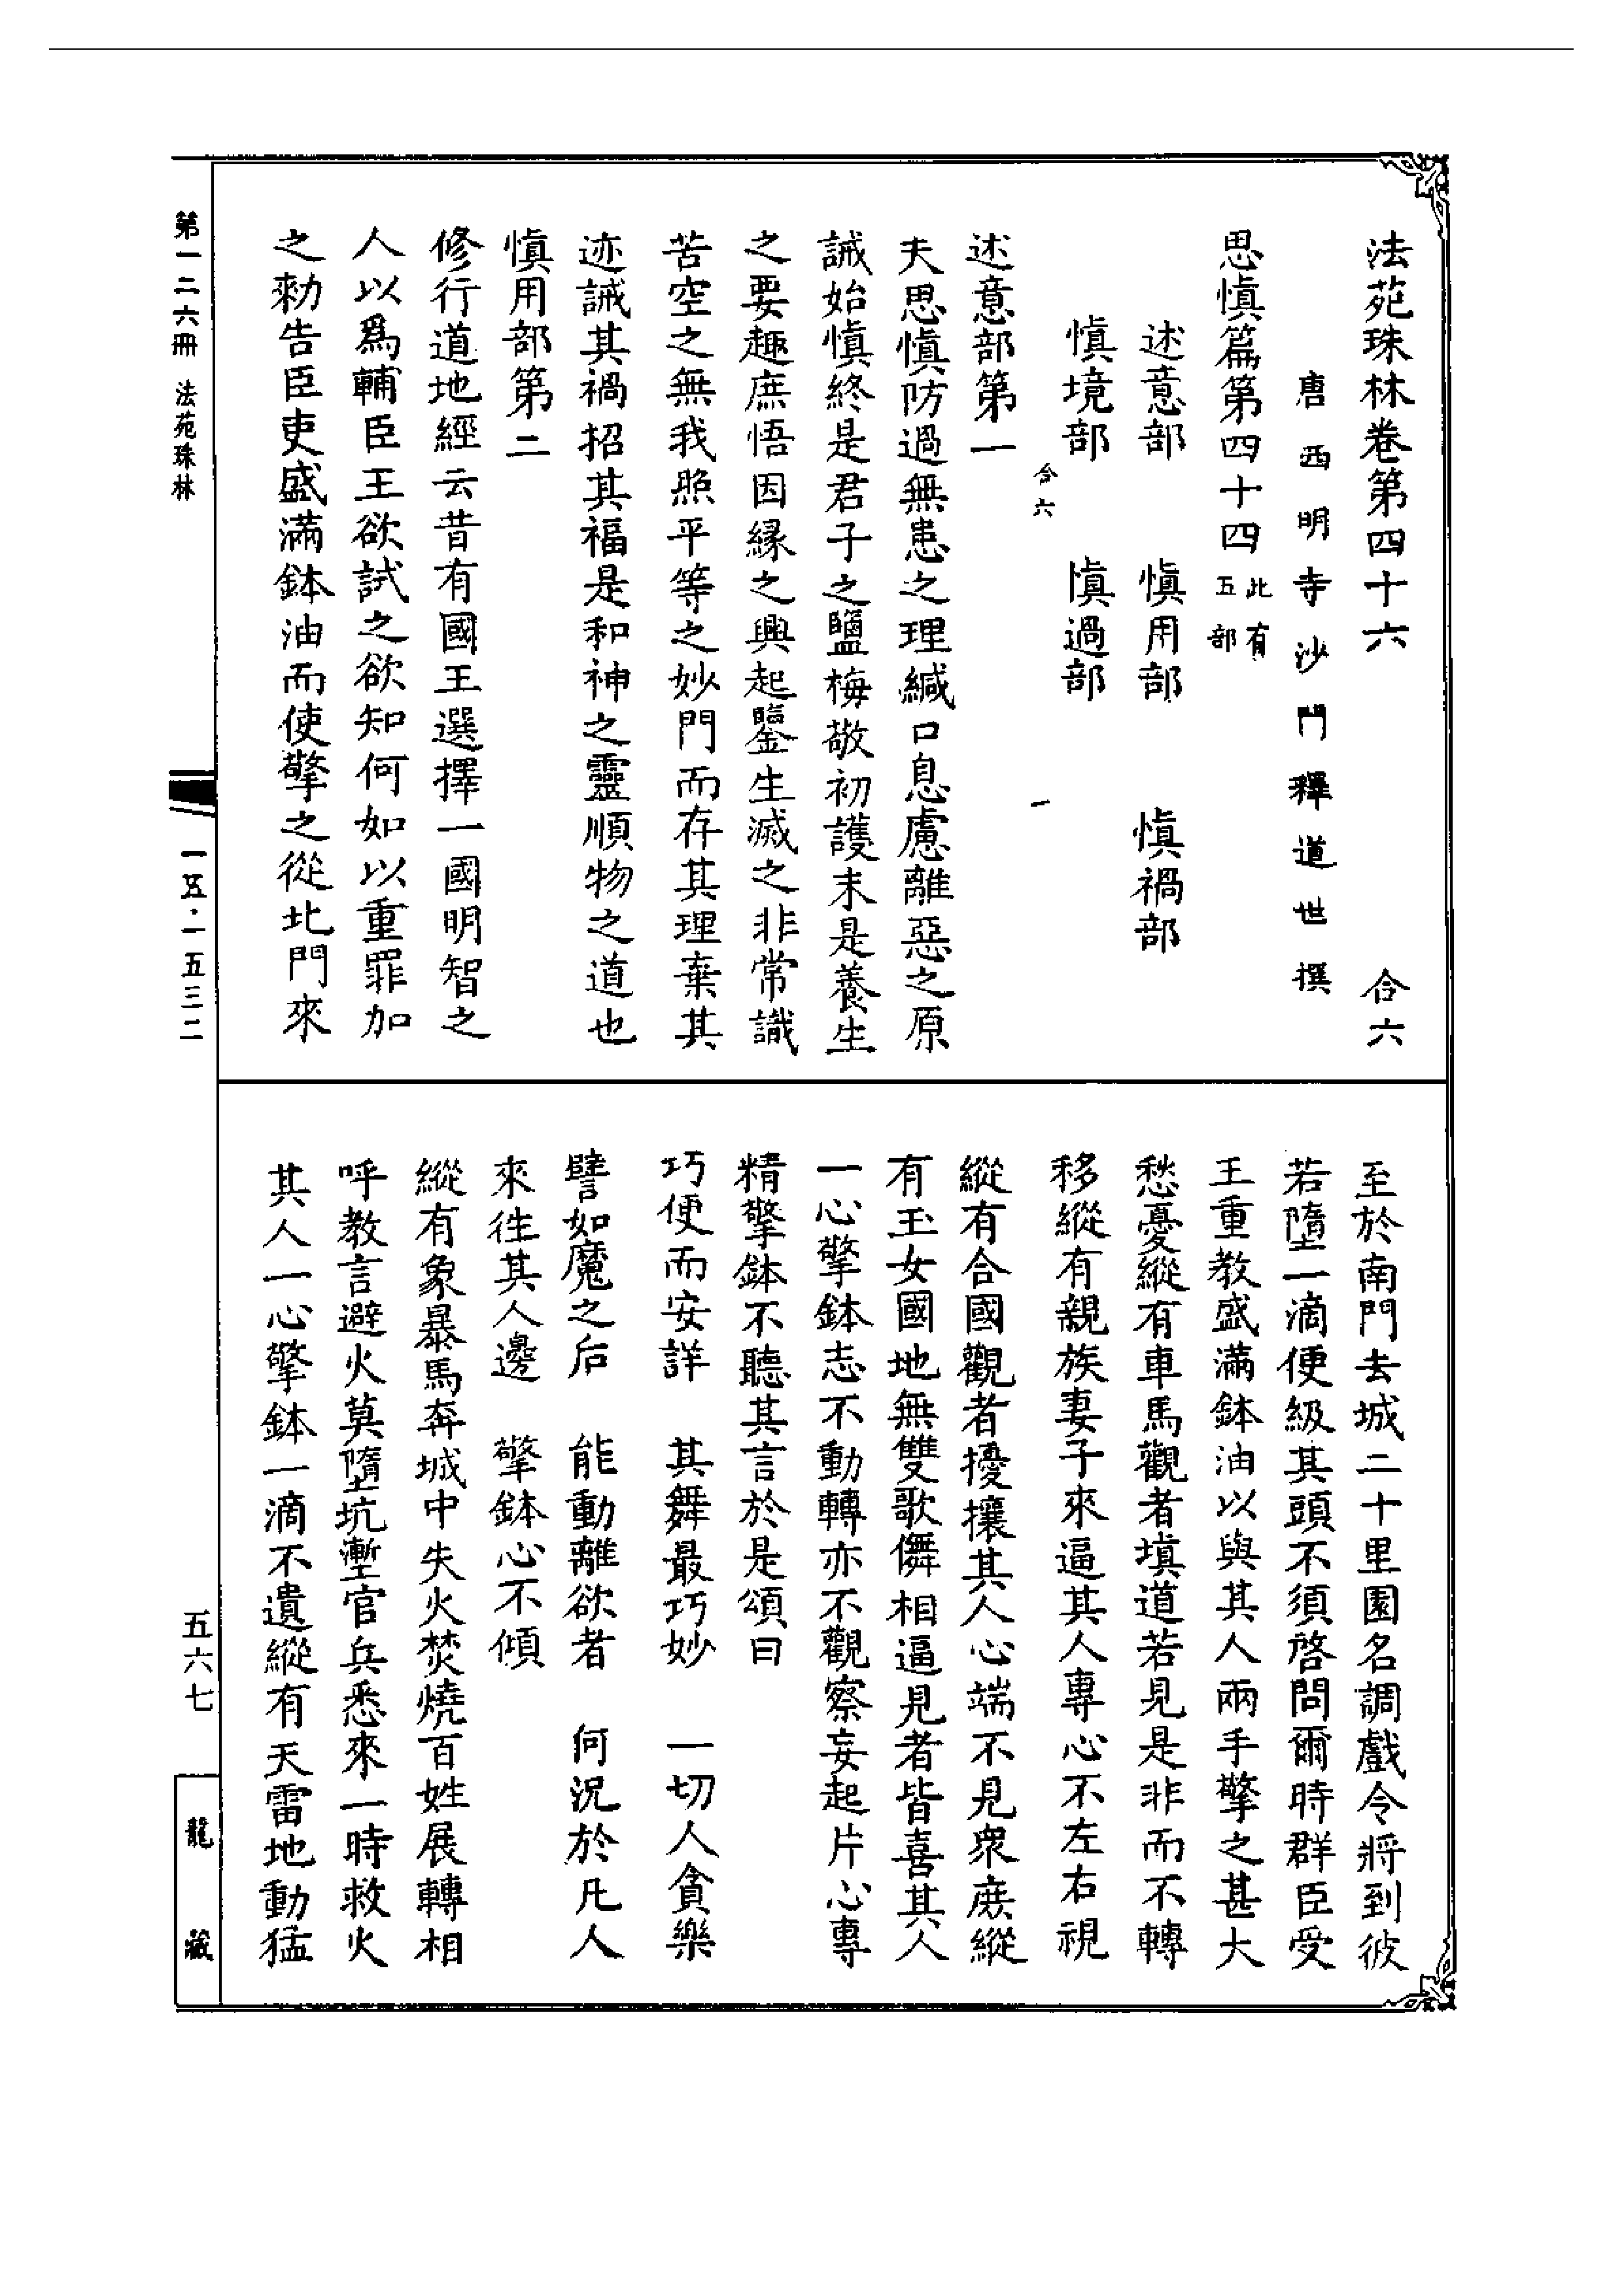 法苑珠林卷第四十六　合六
唐西明寺沙門釋道世撰
思慎篇第四十四此有五部
述意部　慎用部　慎禍部
慎境部　慎過部
合六　一
述意部第一
夫思慎防過無患之理緘口息慮離惡之原
誡始慎終是君子之鹽梅敬初護末是養生
之要趣庶悟因緣之興起鑒生滅之非常識
苦空之無我照平等之妙門而存其理棄其
迹誡其禍招其福是和神之靈順物之道也
慎用部第二
修行道地經云昔有國王選擇一國明智之
人以爲輔臣王欲試之欲知何如以重罪加
之勑告臣吏盛滿鉢油而使擎之從北門來
至於南門去城二十里園名調戲令將到彼
若墮一滴便級其頭不須啓問爾時群臣受
王重教盛滿鉢油以與其人兩手擎之甚大
愁憂縱有車馬觀者填道若見是非而不轉
移縱有親族妻子來逼其人專心不左右視
縱有合國觀者擾攘其人心端不見衆庶縱
有玉女國地無雙歌儛相逼見者皆喜其人
一心擎鉢志不動轉亦不觀察妄起片心專
精擎鉢不聽其言於是頌曰
巧便而安詳　其舞最巧妙　一切人貪樂
譬如魔之后　能動離欲者　何況於凡人
來往其人邊　擎鉢心不傾
縱有象暴馬奔城中失火焚燒百姓展轉相
呼教言避火莫墮坑壍官兵悉來一時救火
其人一心擎鉢一滴不遺縱有天雷地動猛
第一二六冊　法苑珠林
一五·一五三二
五六七
龍藏